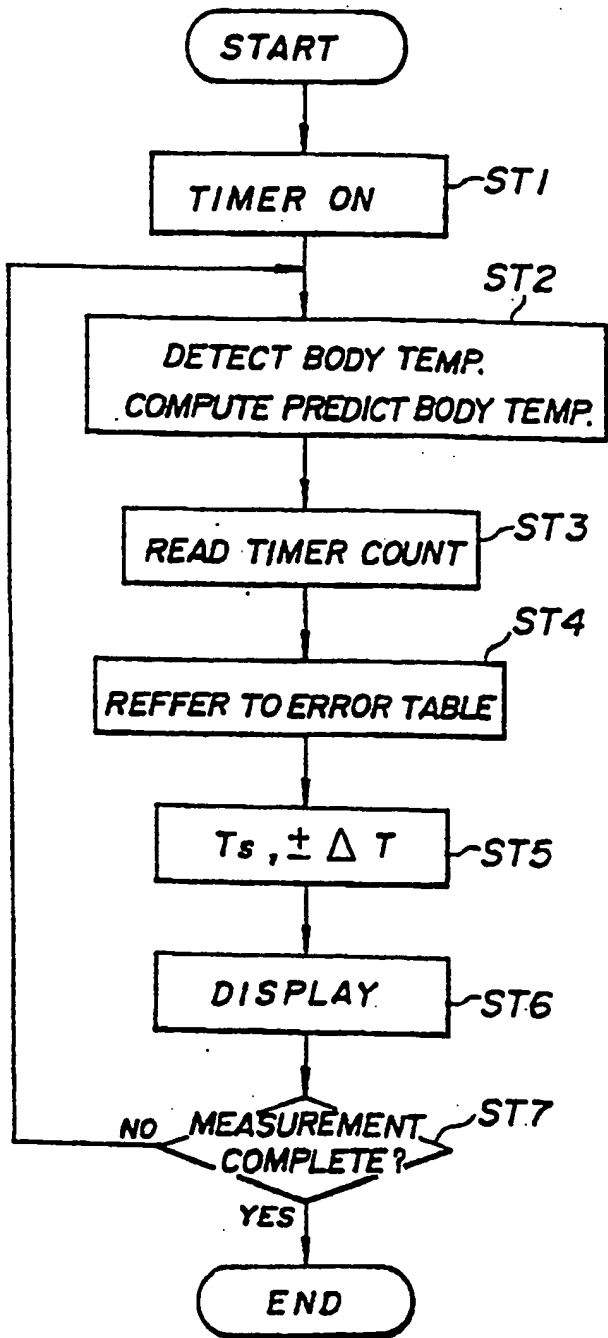 START
TIMER ON
ST1
ST2
DETECT BODY TEMP.
COMPUTE PREDICT BODY TEMP.
READ TIMER COUNT
ST3
ST4
REFFER TO ERROR TABLE
Ts , ± Δ T
ST5
DISPLAY
ST6
NO
MEASUREMENT
COMPLETE?
ST7
YES
END